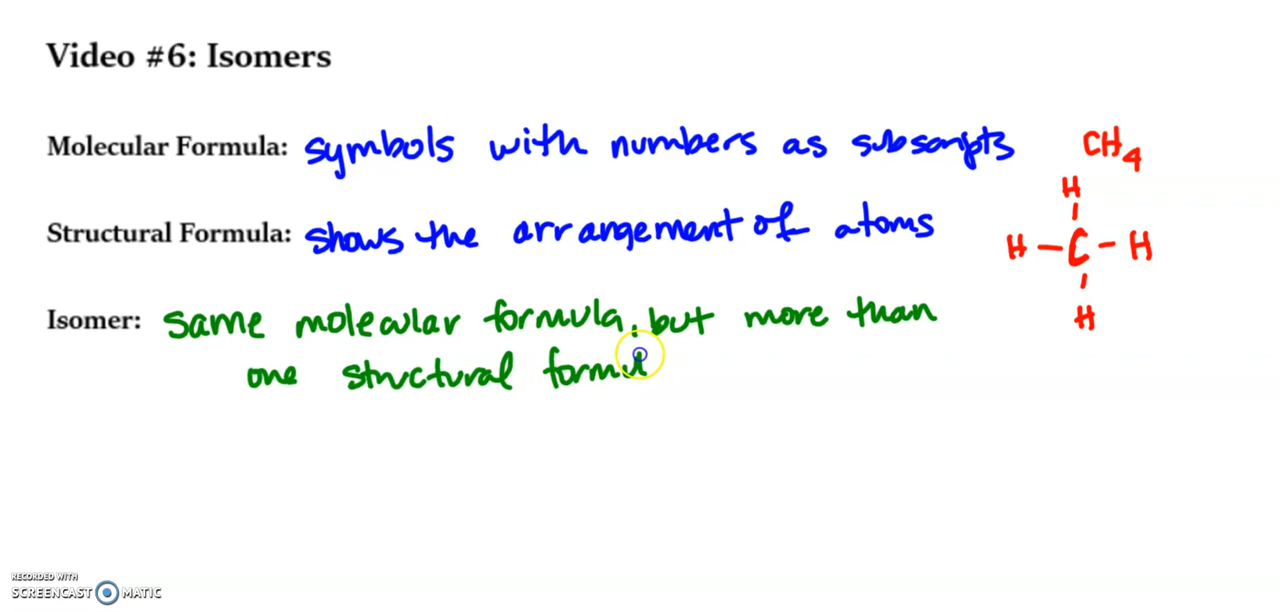 Video #6: Isomers
Molecular Formula: symbols with numbers as subscripts CH4
Structural Formula: shows the arrangement of atoms
H
H – C – H
H
Isomer: same molecular formula, but more than
one structural formu
RECORDED WITH
SCREENCAST MATIC